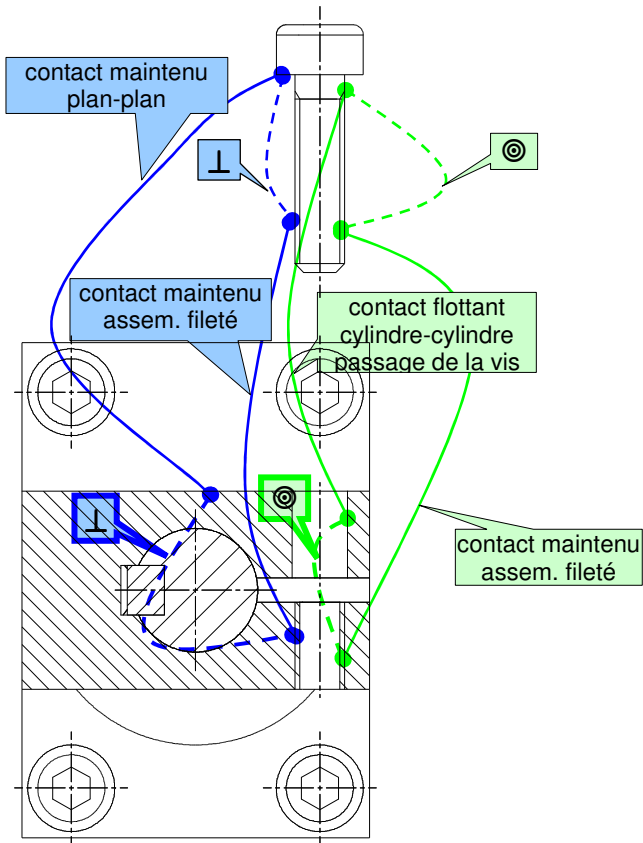 contact maintenu
plan-plan
⊥
◎
contact maintenu
assem. fileté
contact flottant
cylindre-cylindre
passage de la vis
⊥
◎
contact maintenu
assem. fileté